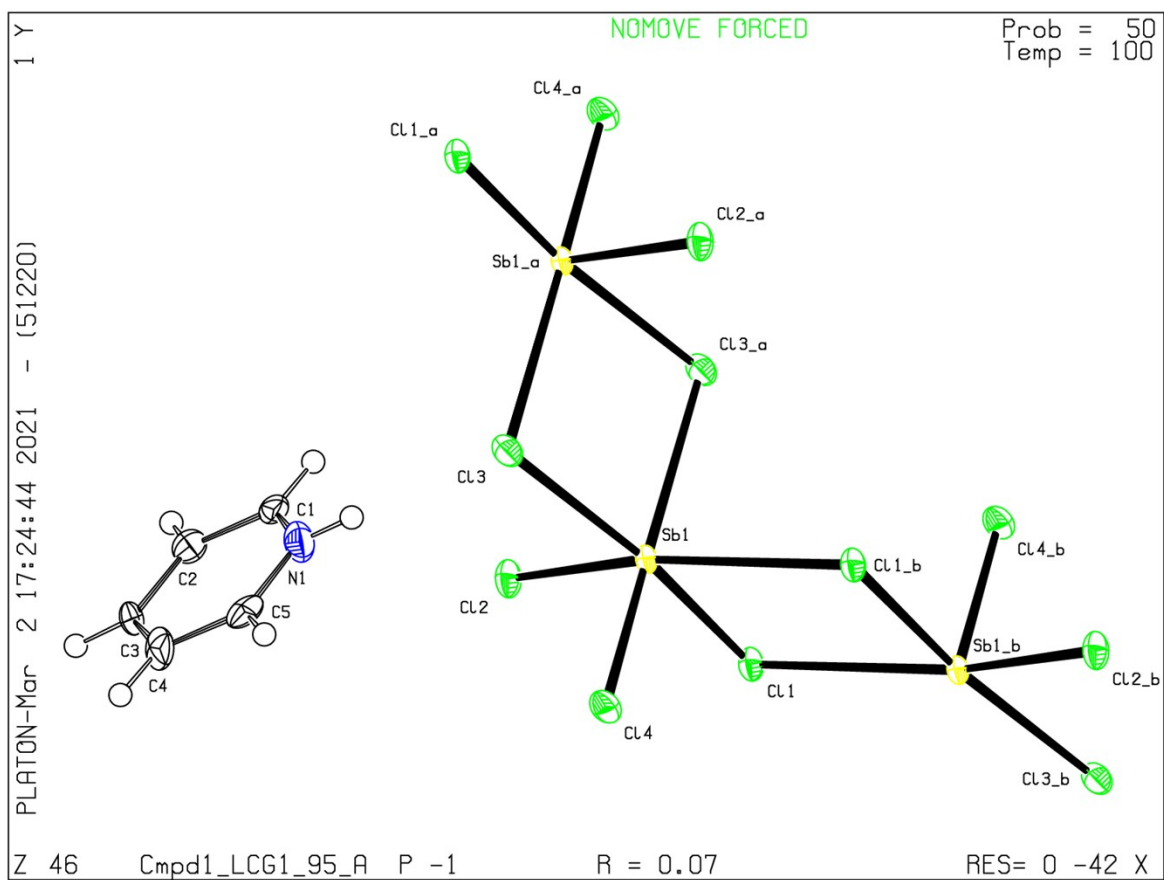 NOMOVE FORCED
Prob = 50
Temp = 100
PLATON-Mar 2 17:24:44 2021 - (51220) 1 Y
Cl4_a
Cl1_a
Cl2_a
Sb1_a
Cl3_a
Cl3
C1
N1
C2
C5
C3
C4
Sb1
Cl4_b
Cl1_b
Cl2
Sb1_b
Cl2_b
Cl1
Cl4
Cl3_b
Z 46 Cmpd1_LCG1_95_A P -1 R = 0.07 RES= 0 -42 X